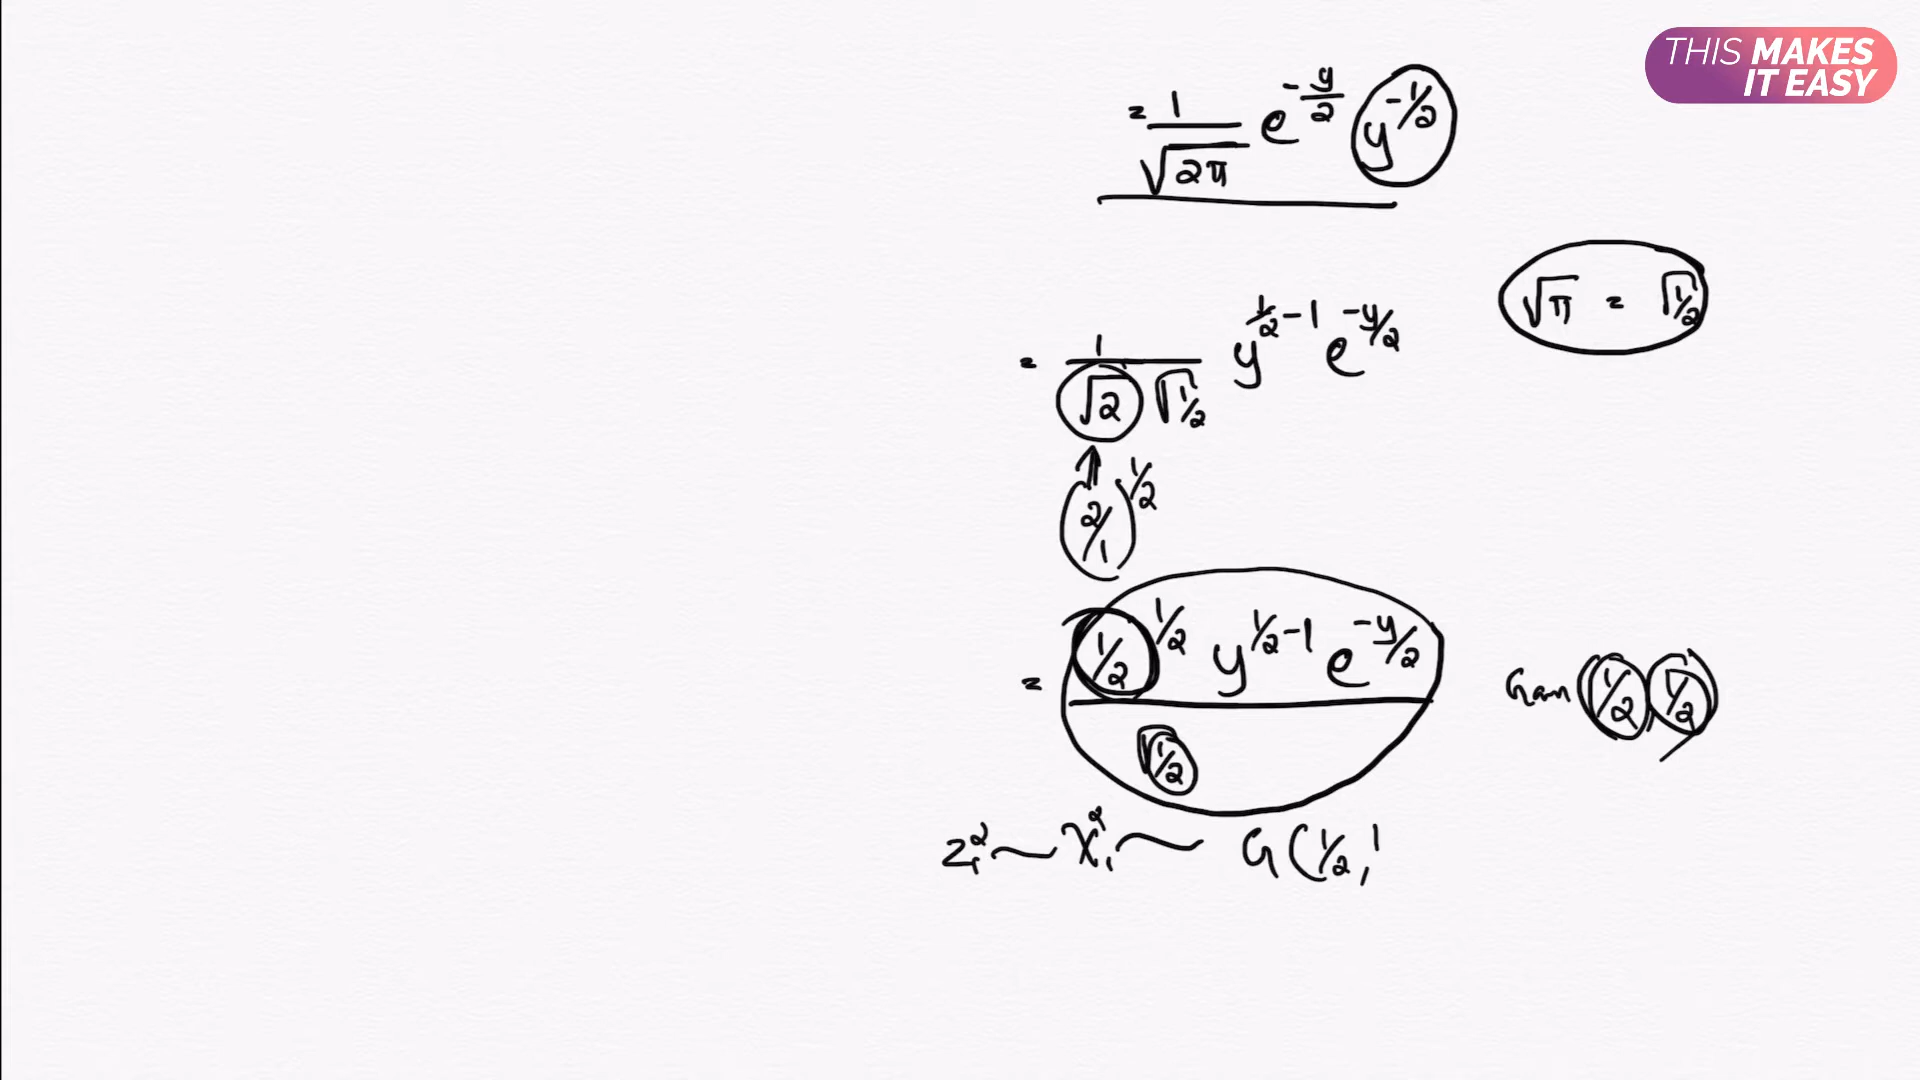 THIS MAKES
IT EASY
= 1/√(2π) e^(-y/2) y^(-1/2)
√π = Γ1/2
= 1/(√2 Γ1/2) y^(1/2-1) e^(-y/2)
(2/1)^(1/2)
= (1/2)^(1/2) y^(1/2-1) e^(-y/2) / Γ1/2
Gam (1/2, 1/2)
Z₁² ~ χ₁² ~ G(1/2, 1